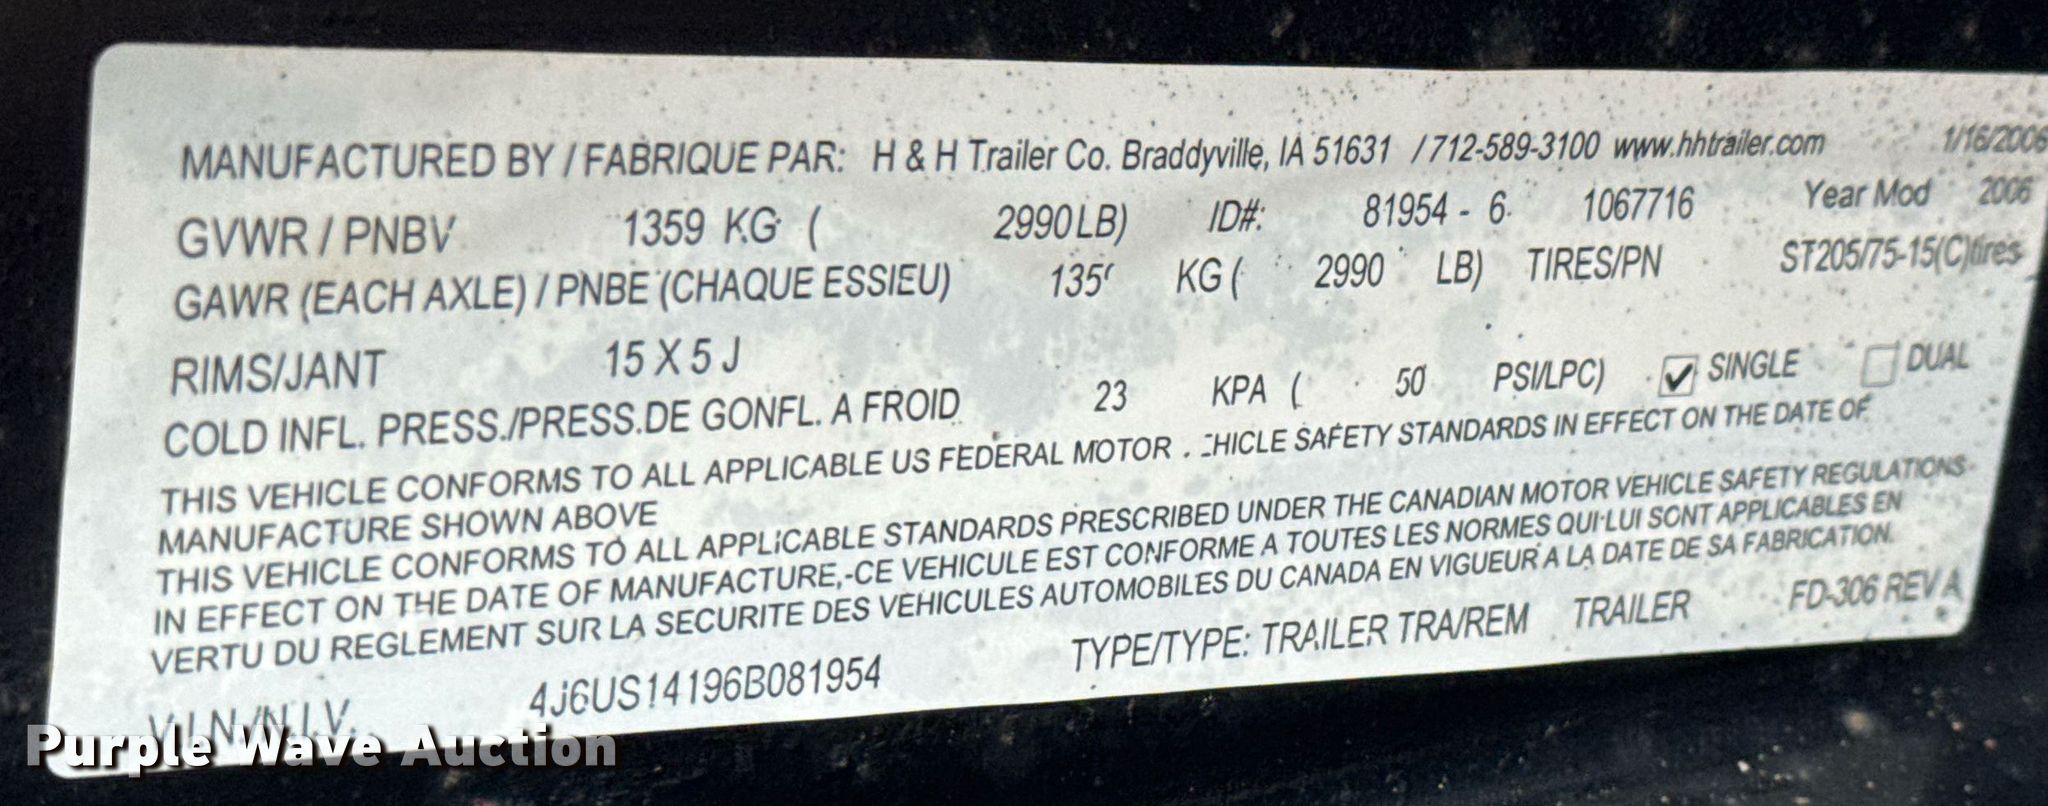 MANUFACTURED BY / FABRIQUE PAR: H & H Trailer Co. Braddyville, IA 51631 / 712-589-3100 www.hhtrailer.com 1/16/2006
GVWR / PNBV 1359 KG ( 2990LB) ID#: 81954 - 6 1067716 Year Mod 2006
GAWR (EACH AXLE) / PNBE (CHAQUE ESSIEU) KG ( 2990 LB) TIRES/PN ST205/75-15(C)tires
RIMS/JANT 15 X 5 J
COLD INFL. PRESS./PRESS.DE GONFL. A FROID 23 KPA ( 50 PSI/LPC) SINGLE DUAL
THIS VEHICLE CONFORMS TO ALL APPLICABLE US FEDERAL MOTOR HICLE SAFETY STANDARDS IN EFFECT ON THE DATE OF
MANUFACTURE SHOWN ABOVE
THIS VEHICLE CONFORMS TO ALL APPLICABLE STANDARDS PRESCRIBED UNDER THE CANADIAN MOTOR VEHICLE SAFETY REGULATIONS
IN EFFECT ON THE DATE OF MANUFACTURE,-CE VEHICULE EST CONFORME A TOUTES LES NORMES QUI LUI SONT APPLICABLES EN
VERTU DU REGLEMENT SUR LA SECURITE DES VEHICULES AUTOMOBILES DU CANADA EN VIGUEUR A LA DATE DE SA FABRICATION.
V.I.N./N.I.V. 4J6US14196B081954 TYPE/TYPE: TRAILER TRA/REM TRAILER FD-306 REV A
Purple Wave Auction